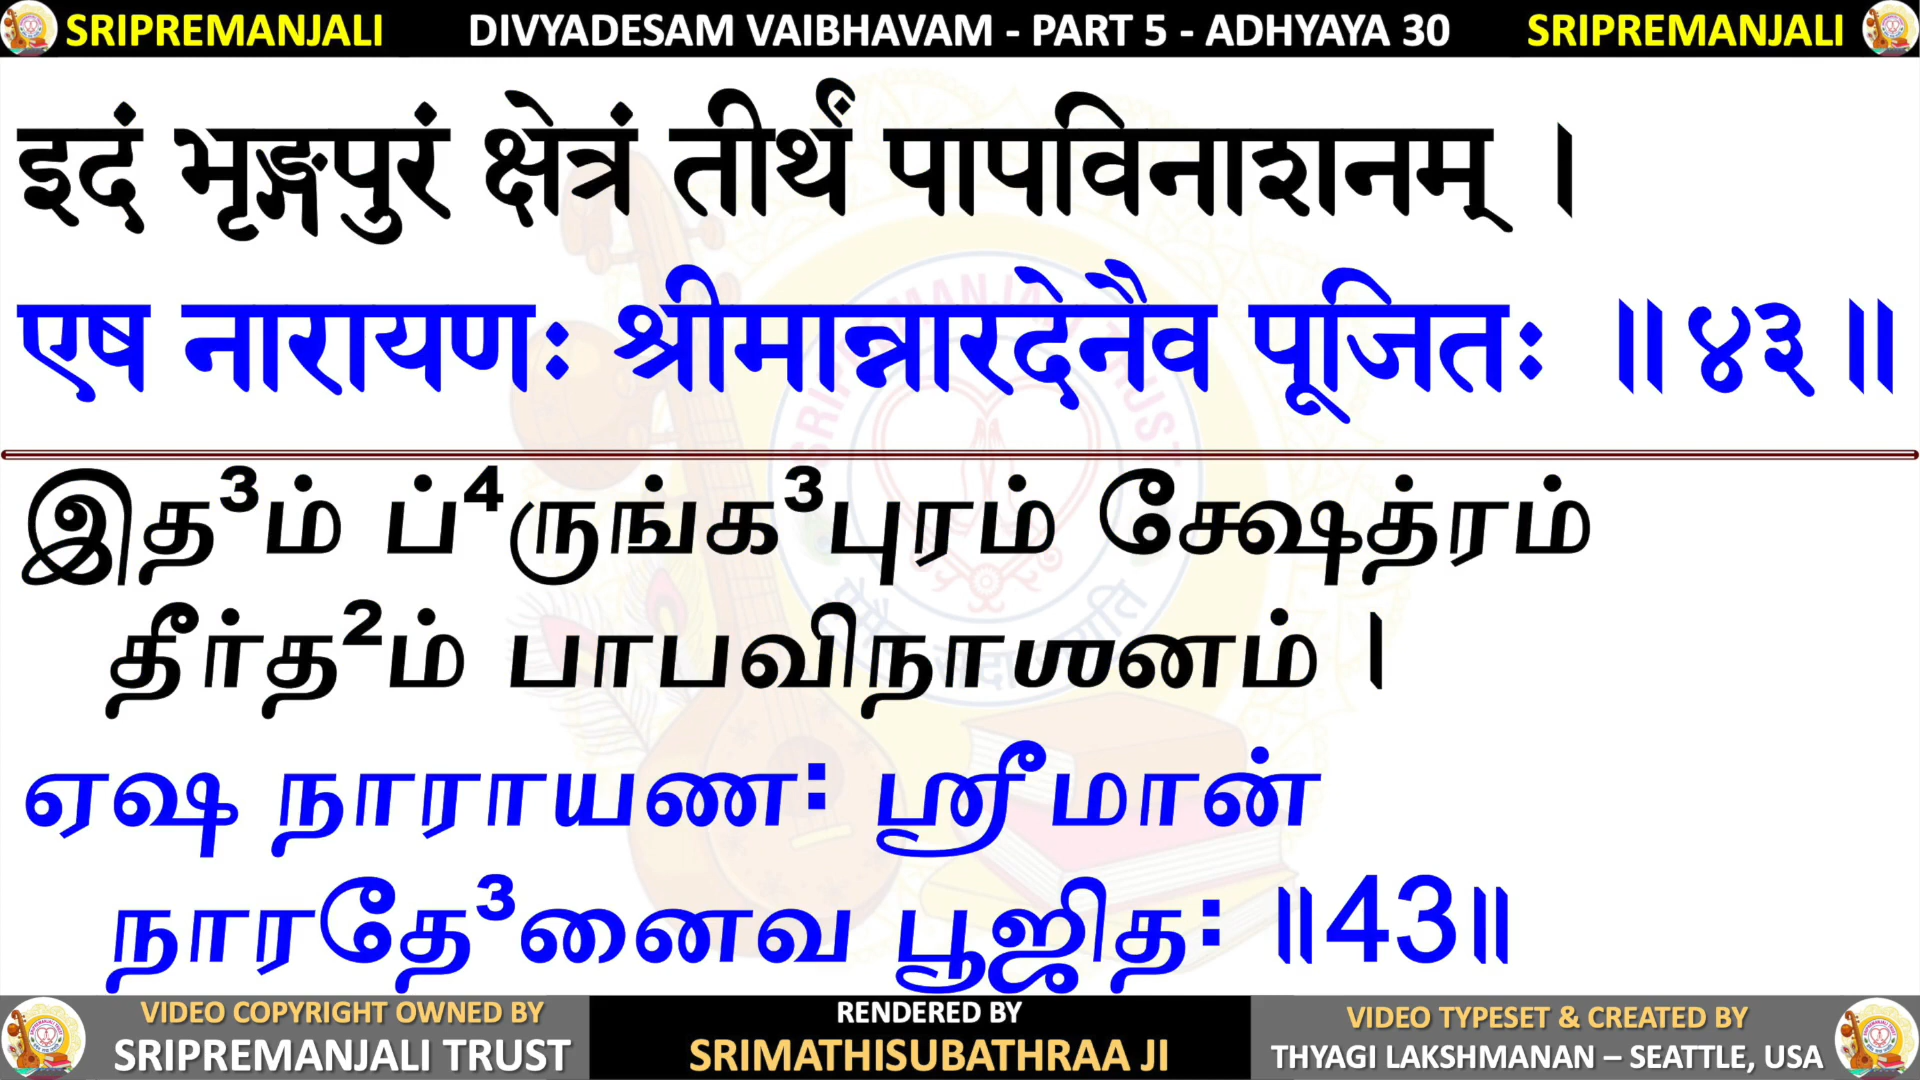 SRIPREMANJALI DIVYADESAM VAIBHAVAM - PART 5 - ADHYAYA 30 SRIPREMANJALI
इदं भृङ्गपुरं क्षेत्रं तीर्थं पापविनाशनम् ।
एष नारायणः श्रीमान्नारदेनैव पूजितः ॥४३॥
இத³ம் ப்⁴ருங்க³புரம் க்ஷேத்ரம்
தீர்த²ம் பாபவிநாஶனம் ।
ஏஷ நாராயண꞉ ஶ்ரீமான்
நாரதே³னைவ பூஜித꞉ ॥43॥
VIDEO COPYRIGHT OWNED BY
SRIPREMANJALI TRUST
RENDERED BY
SRIMATHISUBATHRAA JI
VIDEO TYPESET & CREATED BY
THYAGI LAKSHMANAN – SEATTLE, USA